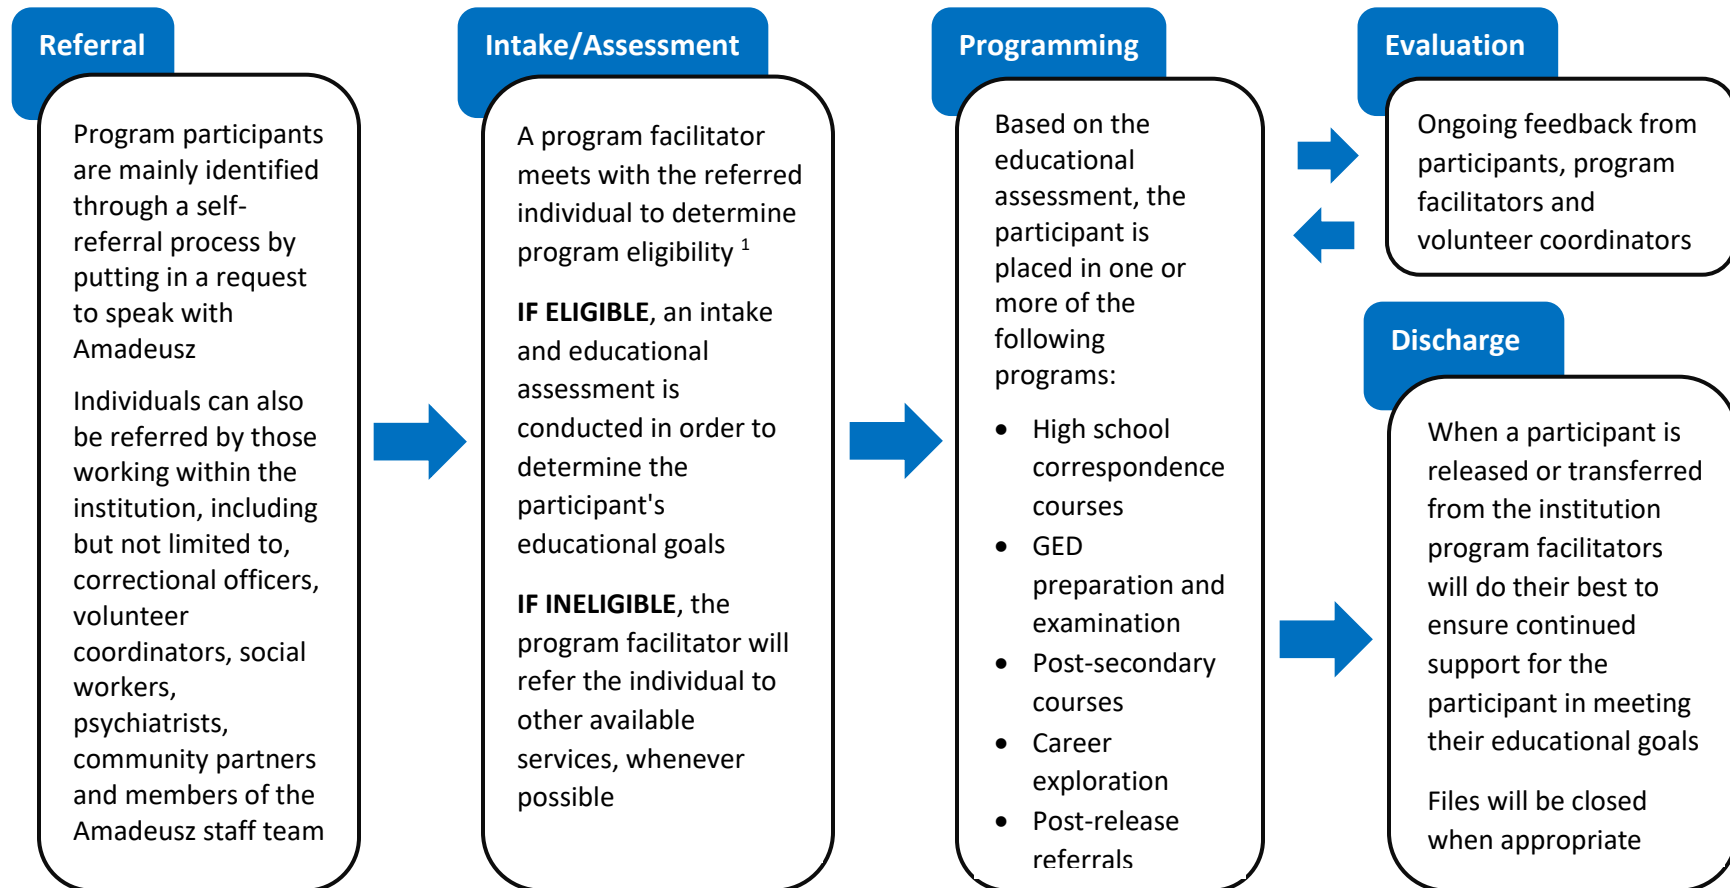 Referral
Program participants
are mainly identified
through a self-
referral process by
putting in a request
to speak with
Amadeusz
Individuals can also
be referred by those
working within the
institution, including
but not limited to,
correctional officers,
volunteer
coordinators, social
workers,
psychiatrists,
community partners
and members of the
Amadeusz staff team
Intake/Assessment
A program facilitator
meets with the referred
individual to determine
program eligibility ¹
IF ELIGIBLE, an intake
and educational
assessment is
conducted in order to
determine the
participant's
educational goals
IF INELIGIBLE, the
program facilitator will
refer the individual to
other available
services, whenever
possible
Programming
Based on the
educational
assessment, the
participant is
placed in one or
more of the
following
programs:
• High school
correspondence
courses
• GED
preparation and
examination
• Post-secondary
courses
• Career
exploration
• Post-release
referrals
Evaluation
Ongoing feedback from
participants, program
facilitators and
volunteer coordinators
Discharge
When a participant is
released or transferred
from the institution
program facilitators
will do their best to
ensure continued
support for the
participant in meeting
their educational goals
Files will be closed
when appropriate